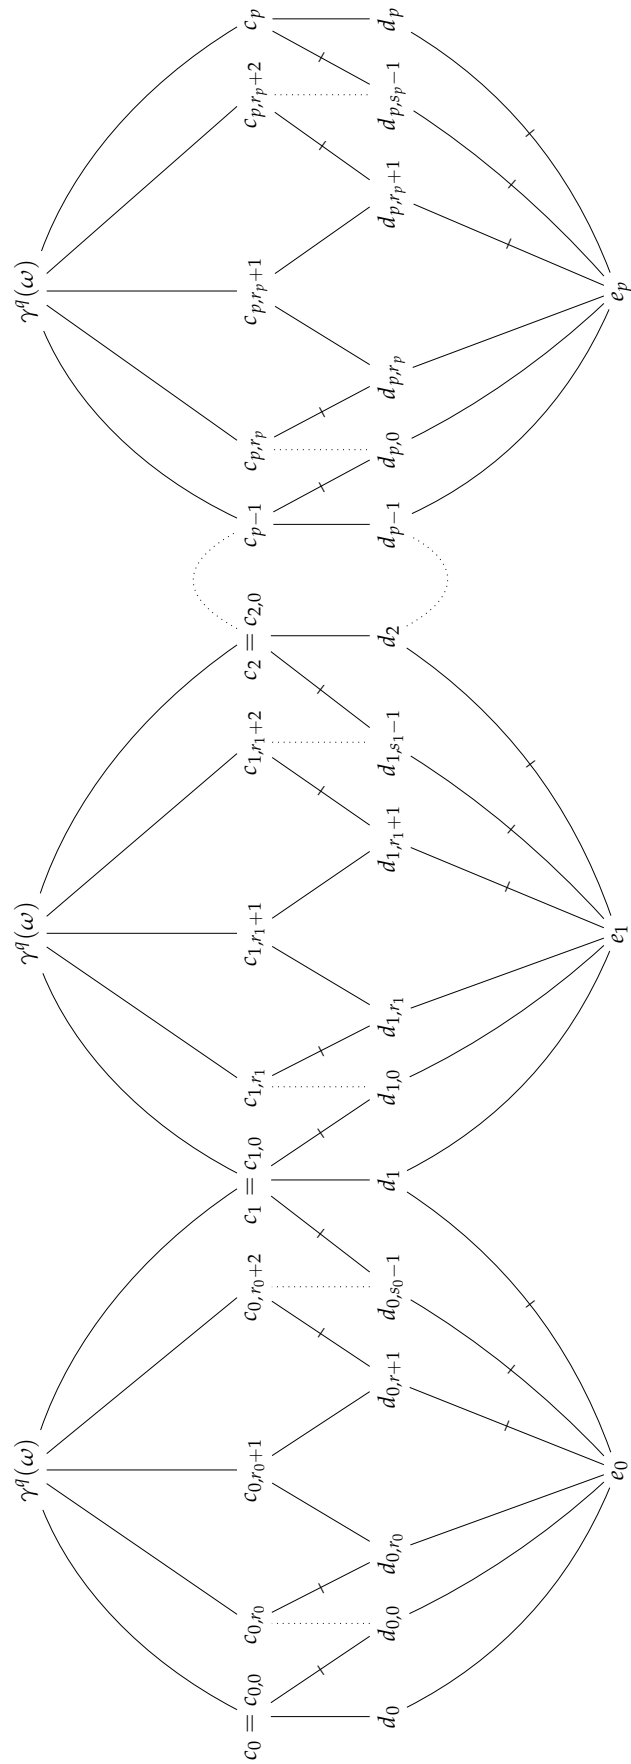 γ^q(ω) γ^q(ω) γ^q(ω)
c_0 = c_{0,0} c_{0,r_0} c_{0,r_0+1} c_{0,r_0+2} c_1 = c_{1,0} c_{1,r_1} c_{1,r_1+1} c_{1,r_1+2} c_2 = c_{2,0} c_{p−1} c_{p,r_p} c_{p,r_p+1} c_{p,r_p+2} c_p
d_0 d_{0,0} d_{0,r_0} d_{0,r+1} d_{0,s_0−1} d_1 d_{1,0} d_{1,r_1} d_{1,r_1+1} d_{1,s_1−1} d_2 d_{p−1} d_{p,0} d_{p,r_p} d_{p,r_p+1} d_{p,s_p−1} d_p
e_0 e_1 e_p